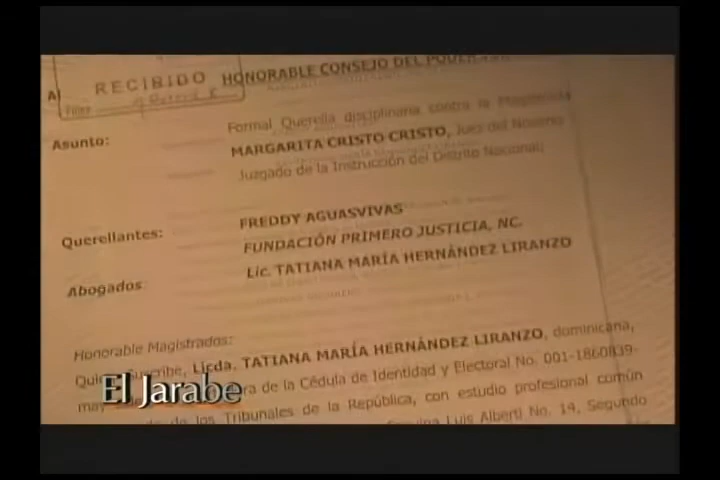 RECIBIDO
A
HONORABLE CONSEJO DEL PODER
Asunto:
Formal Querella disciplinaria contra la Magistrada
MARGARITA CRISTO CRISTO, Juez del Noveno
Juzgado de la Instrucción del Distrito Nacional;
Querellantes:
FREDDY AGUASVIVAS
FUNDACIÓN PRIMERO JUSTICIA, NC.
Abogados
Lic. TATIANA MARÍA HERNÁNDEZ LIRANZO
Honorable Magistrados:
Suscribe, Licda. TATIANA MARÍA HERNÁNDEZ LIRANZO, dominicana,
may de la Cédula de Identidad y Electoral No. 001-1860839-
de los Tribunales de la República, con estudio profesional común
Luis Alberti No. 14, Segundo
El Jarabe